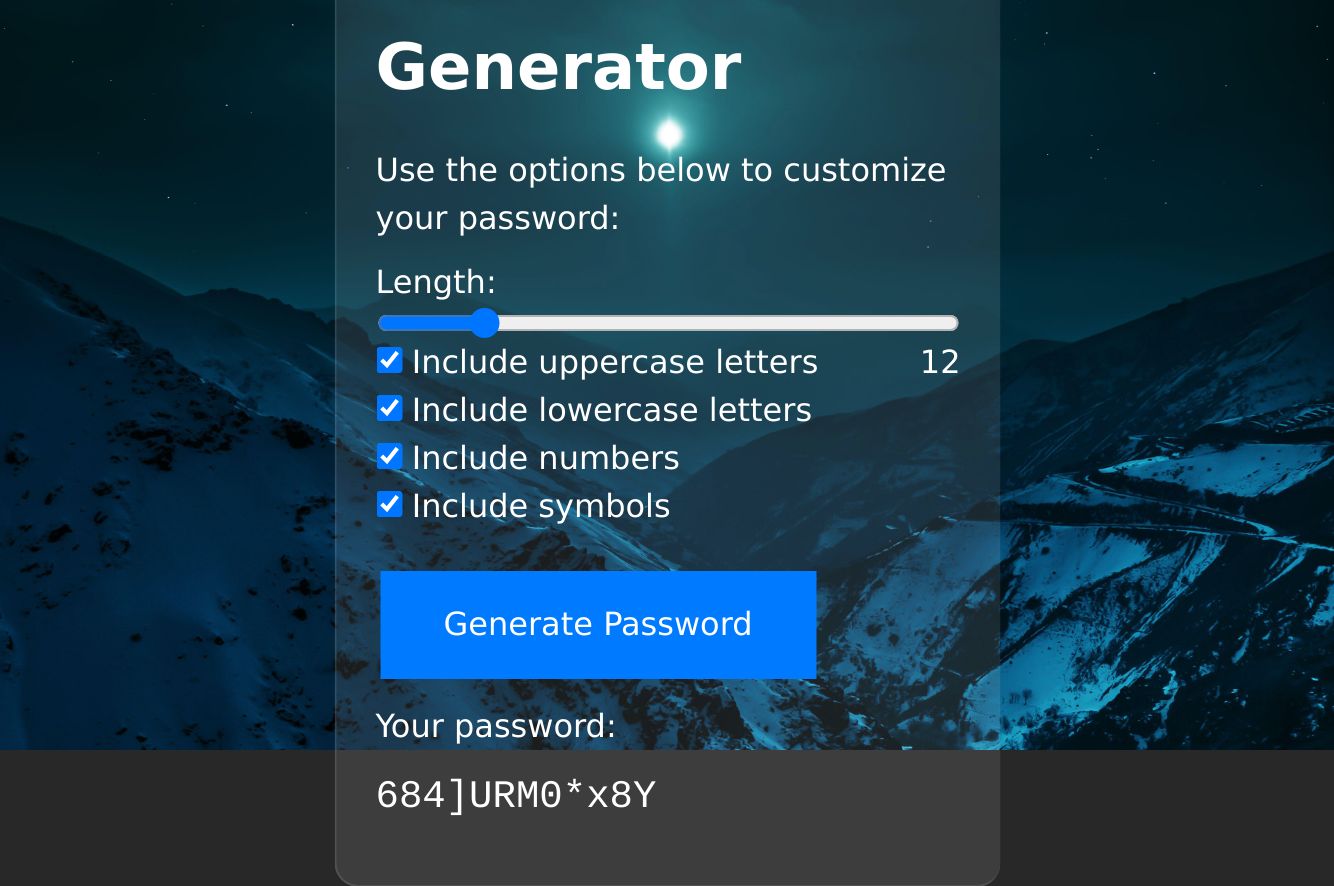 Generator
Use the options below to customize
your password:
Length:
Include uppercase letters 12
Include lowercase letters
Include numbers
Include symbols
Generate Password
Your password:
684]URM0*x8Y